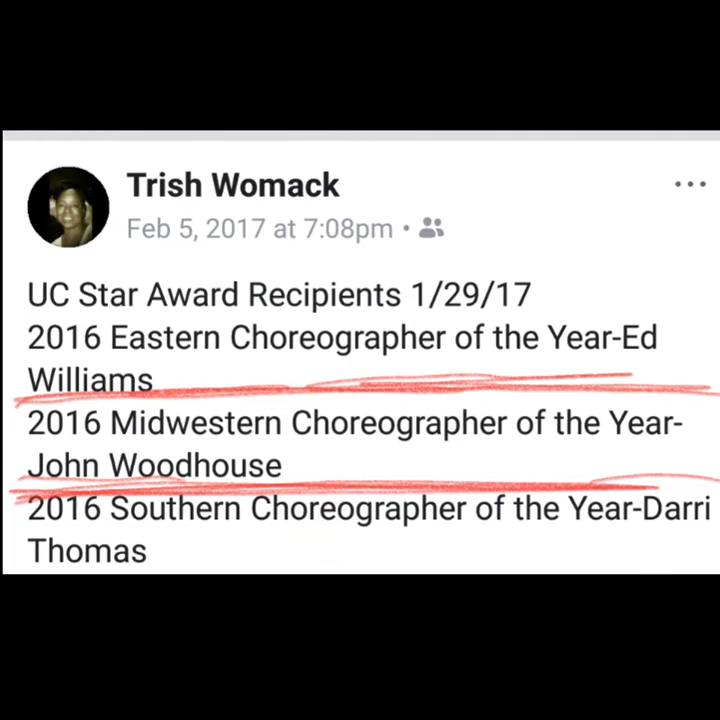 Trish Womack
Feb 5, 2017 at 7:08pm •
UC Star Award Recipients 1/29/17
2016 Eastern Choreographer of the Year-Ed
Williams
2016 Midwestern Choreographer of the Year-
John Woodhouse
2016 Southern Choreographer of the Year-Darri
Thomas